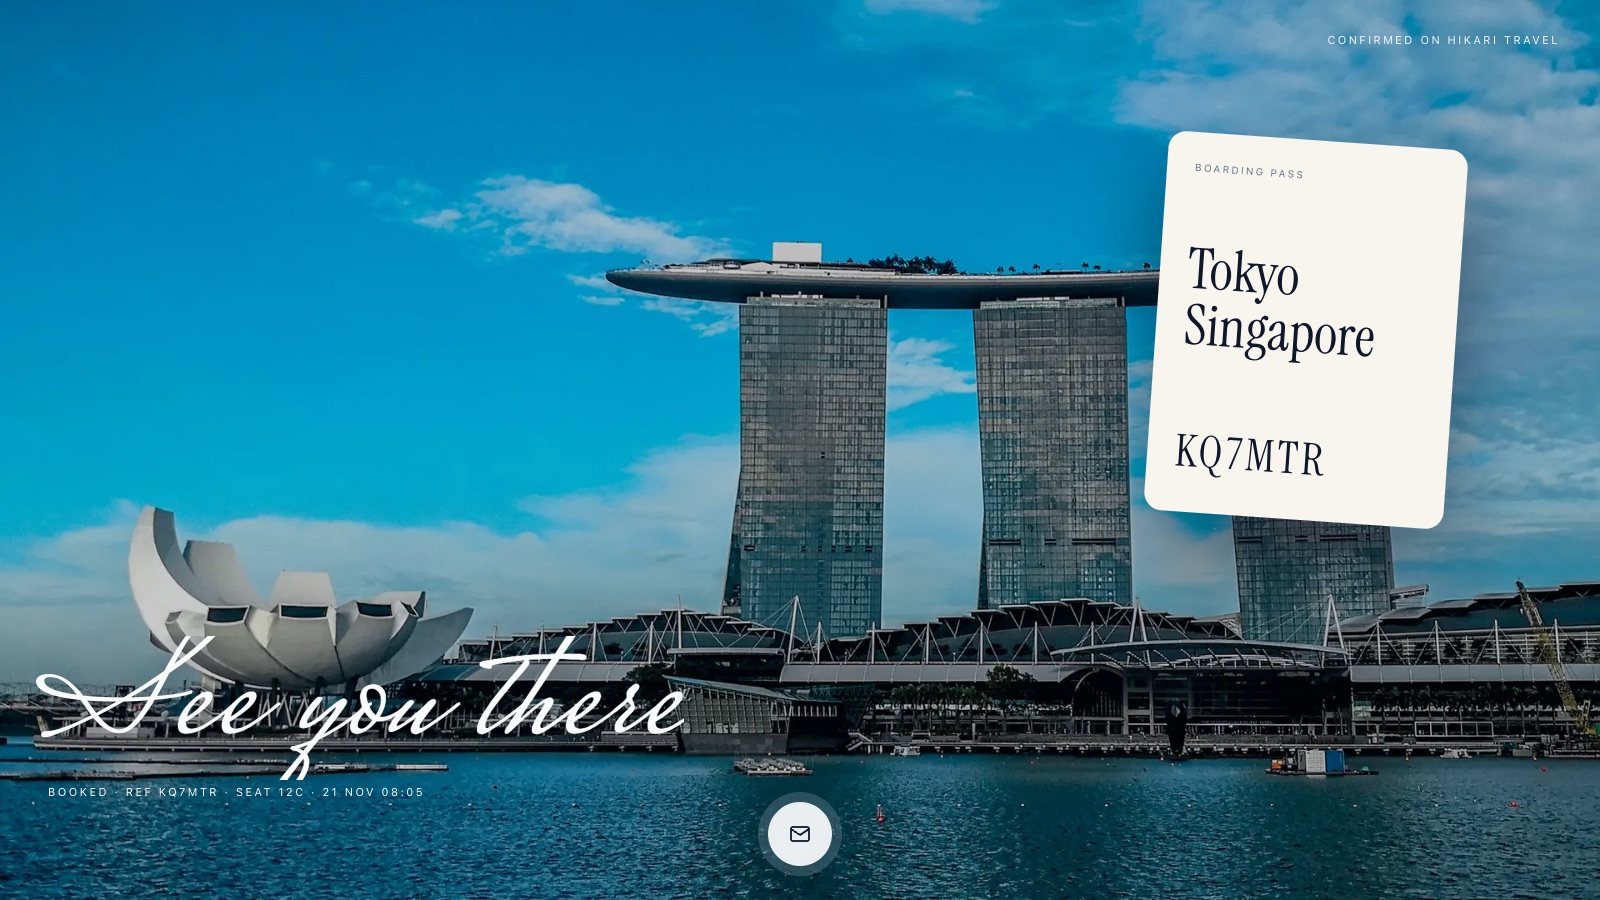 CONFIRMED ON HIKARI TRAVEL
BOARDING PASS
Tokyo
Singapore
KQ7MTR
See you there
BOOKED · REF KQ7MTR · SEAT 12C · 21 NOV 08:05